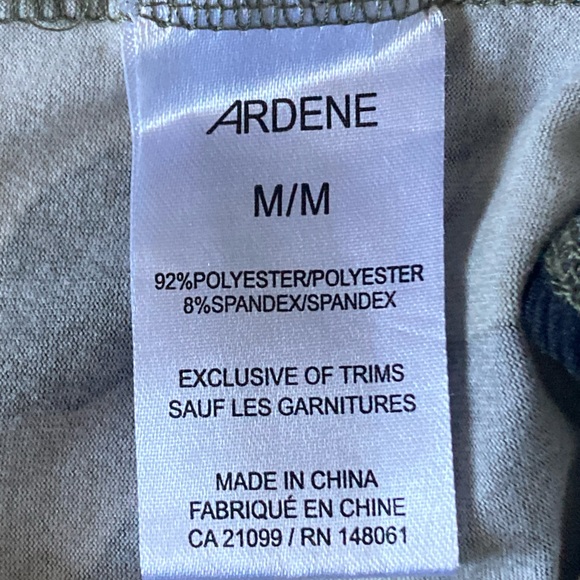 ARDENE
M/M
92%POLYESTER/POLYESTER
8%SPANDEX/SPANDEX
EXCLUSIVE OF TRIMS
SAUF LES GARNITURES
MADE IN CHINA
FABRIQUÉ EN CHINE
CA 21099 / RN 148061